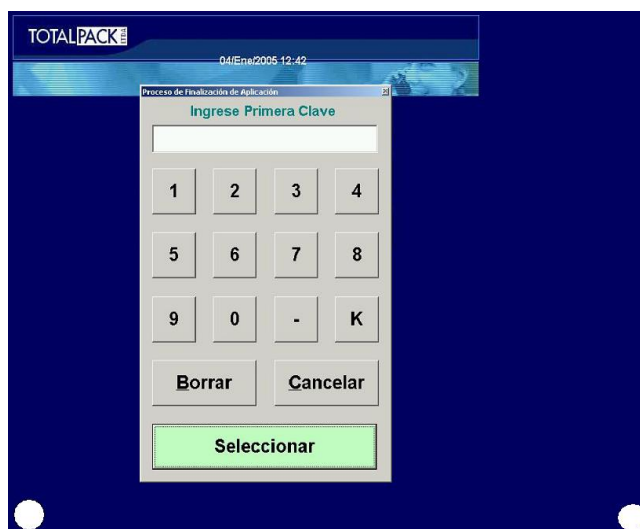 TOTALPACK LTDA
04/Ene/2005 12:42
Proceso de Finalización de Aplicación
Ingrese Primera Clave
1 2 3 4
5 6 7 8
9 0 - K
Borrar Cancelar
Seleccionar